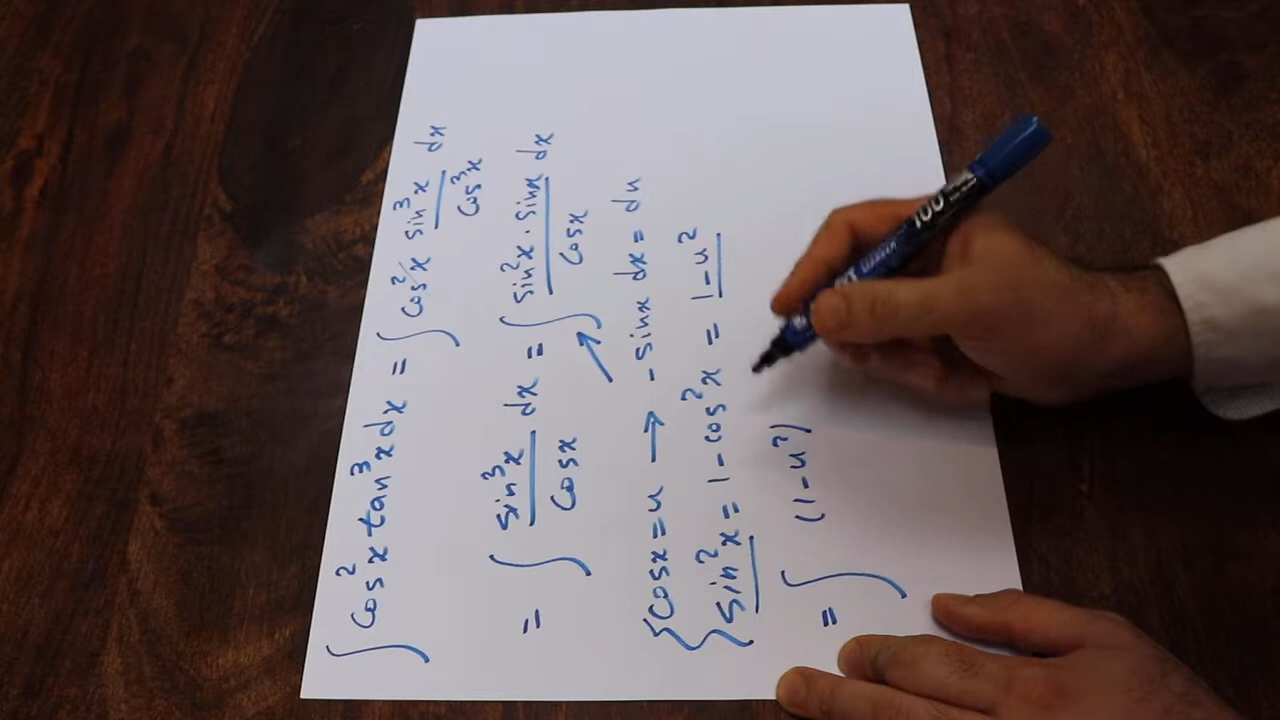 ∫ cos²x tan³x dx = ∫ cos²x sin³x/cos³x dx
= ∫ sin³x/cosx dx = ∫ sin²x · sinx/cosx dx
{ cosx = u → - sinx dx = du
{ sin²x = 1 - cos²x = 1 - u²
= ∫ (1 - u²)
100